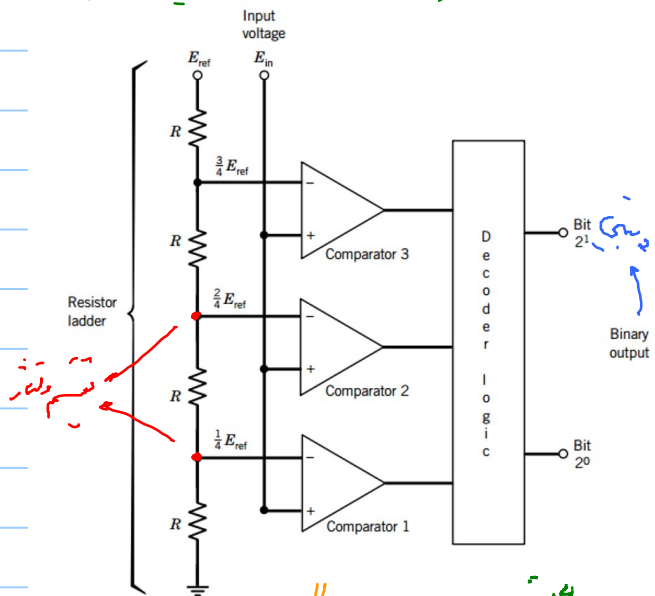 Input
voltage
E_ref
E_in
R
3/4 E_ref
−
+
Comparator 3
R
2/4 E_ref
−
+
Comparator 2
R
1/4 E_ref
−
+
Comparator 1
R
Resistor
ladder
Decoder
logic
Bit
2¹
Binary
output
Bit
2⁰